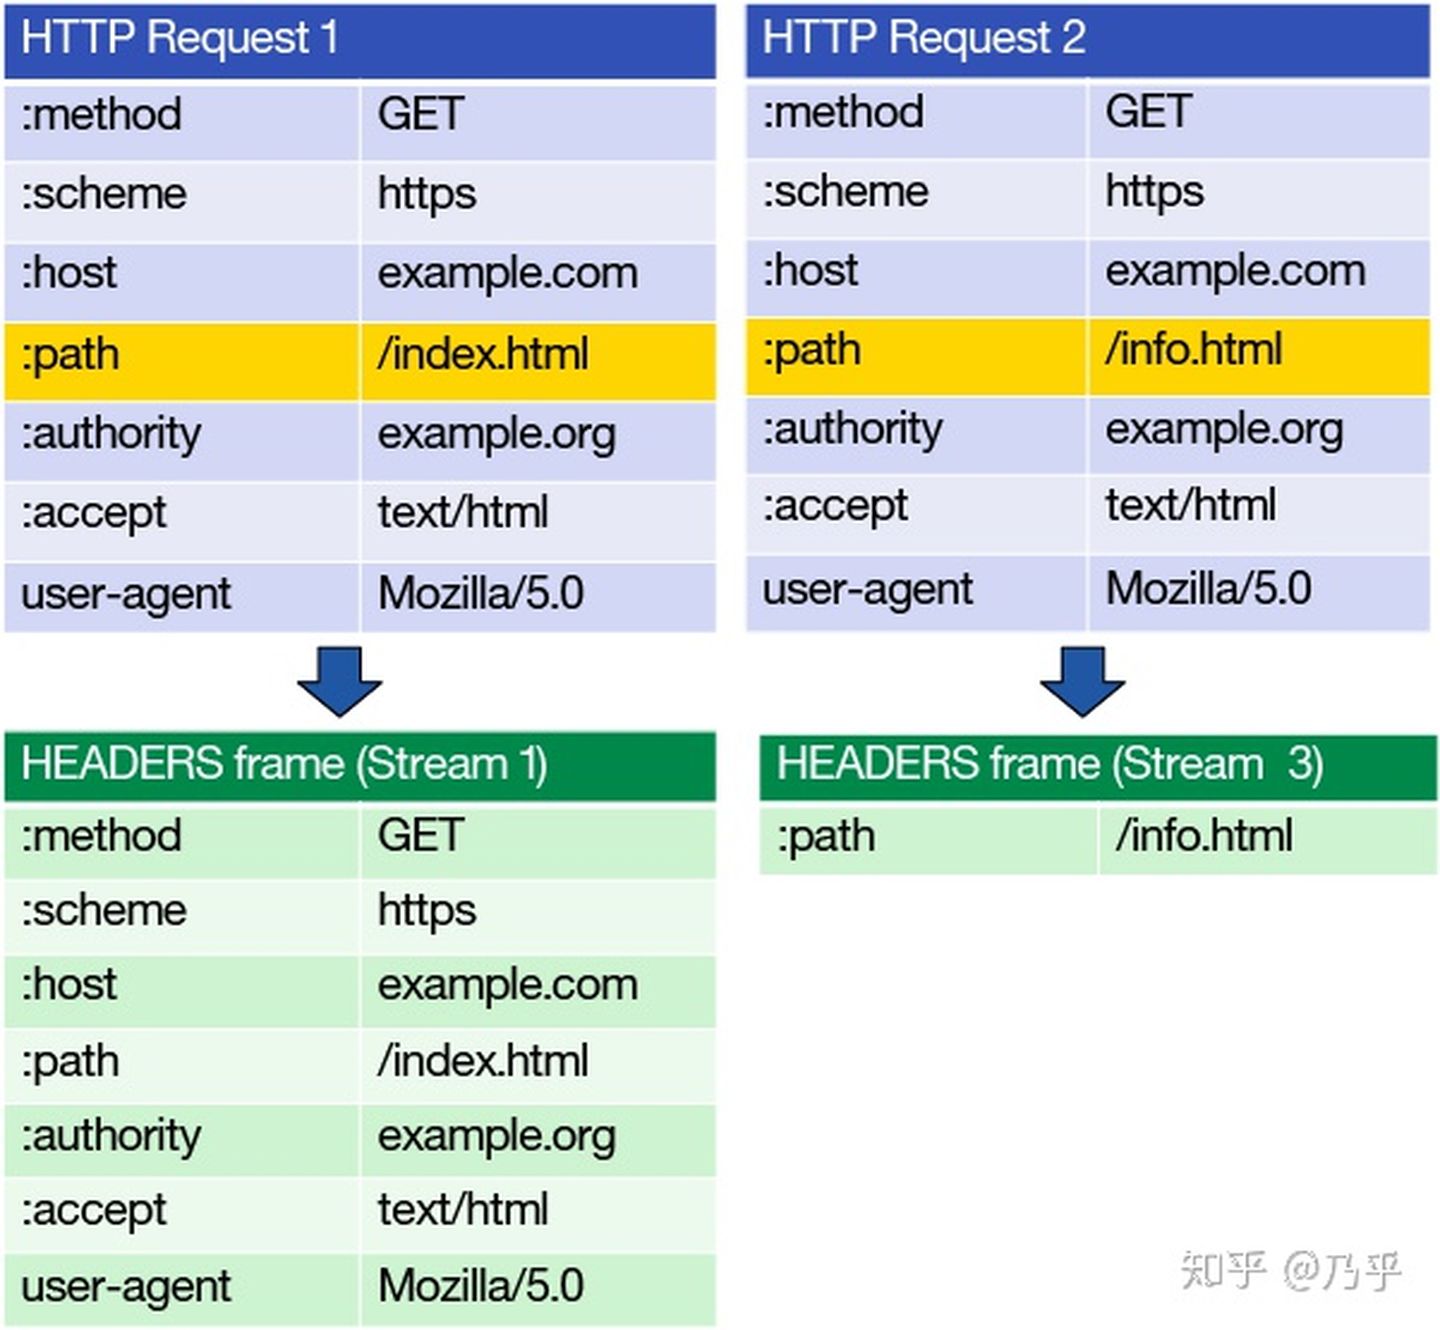 HTTP Request 1
:method GET
:scheme https
:host example.com
:path /index.html
:authority example.org
:accept text/html
user-agent Mozilla/5.0
HTTP Request 2
:method GET
:scheme https
:host example.com
:path /info.html
:authority example.org
:accept text/html
user-agent Mozilla/5.0
HEADERS frame (Stream 1)
:method GET
:scheme https
:host example.com
:path /index.html
:authority example.org
:accept text/html
user-agent Mozilla/5.0
HEADERS frame (Stream 3)
:path /info.html
知乎 @乃乎